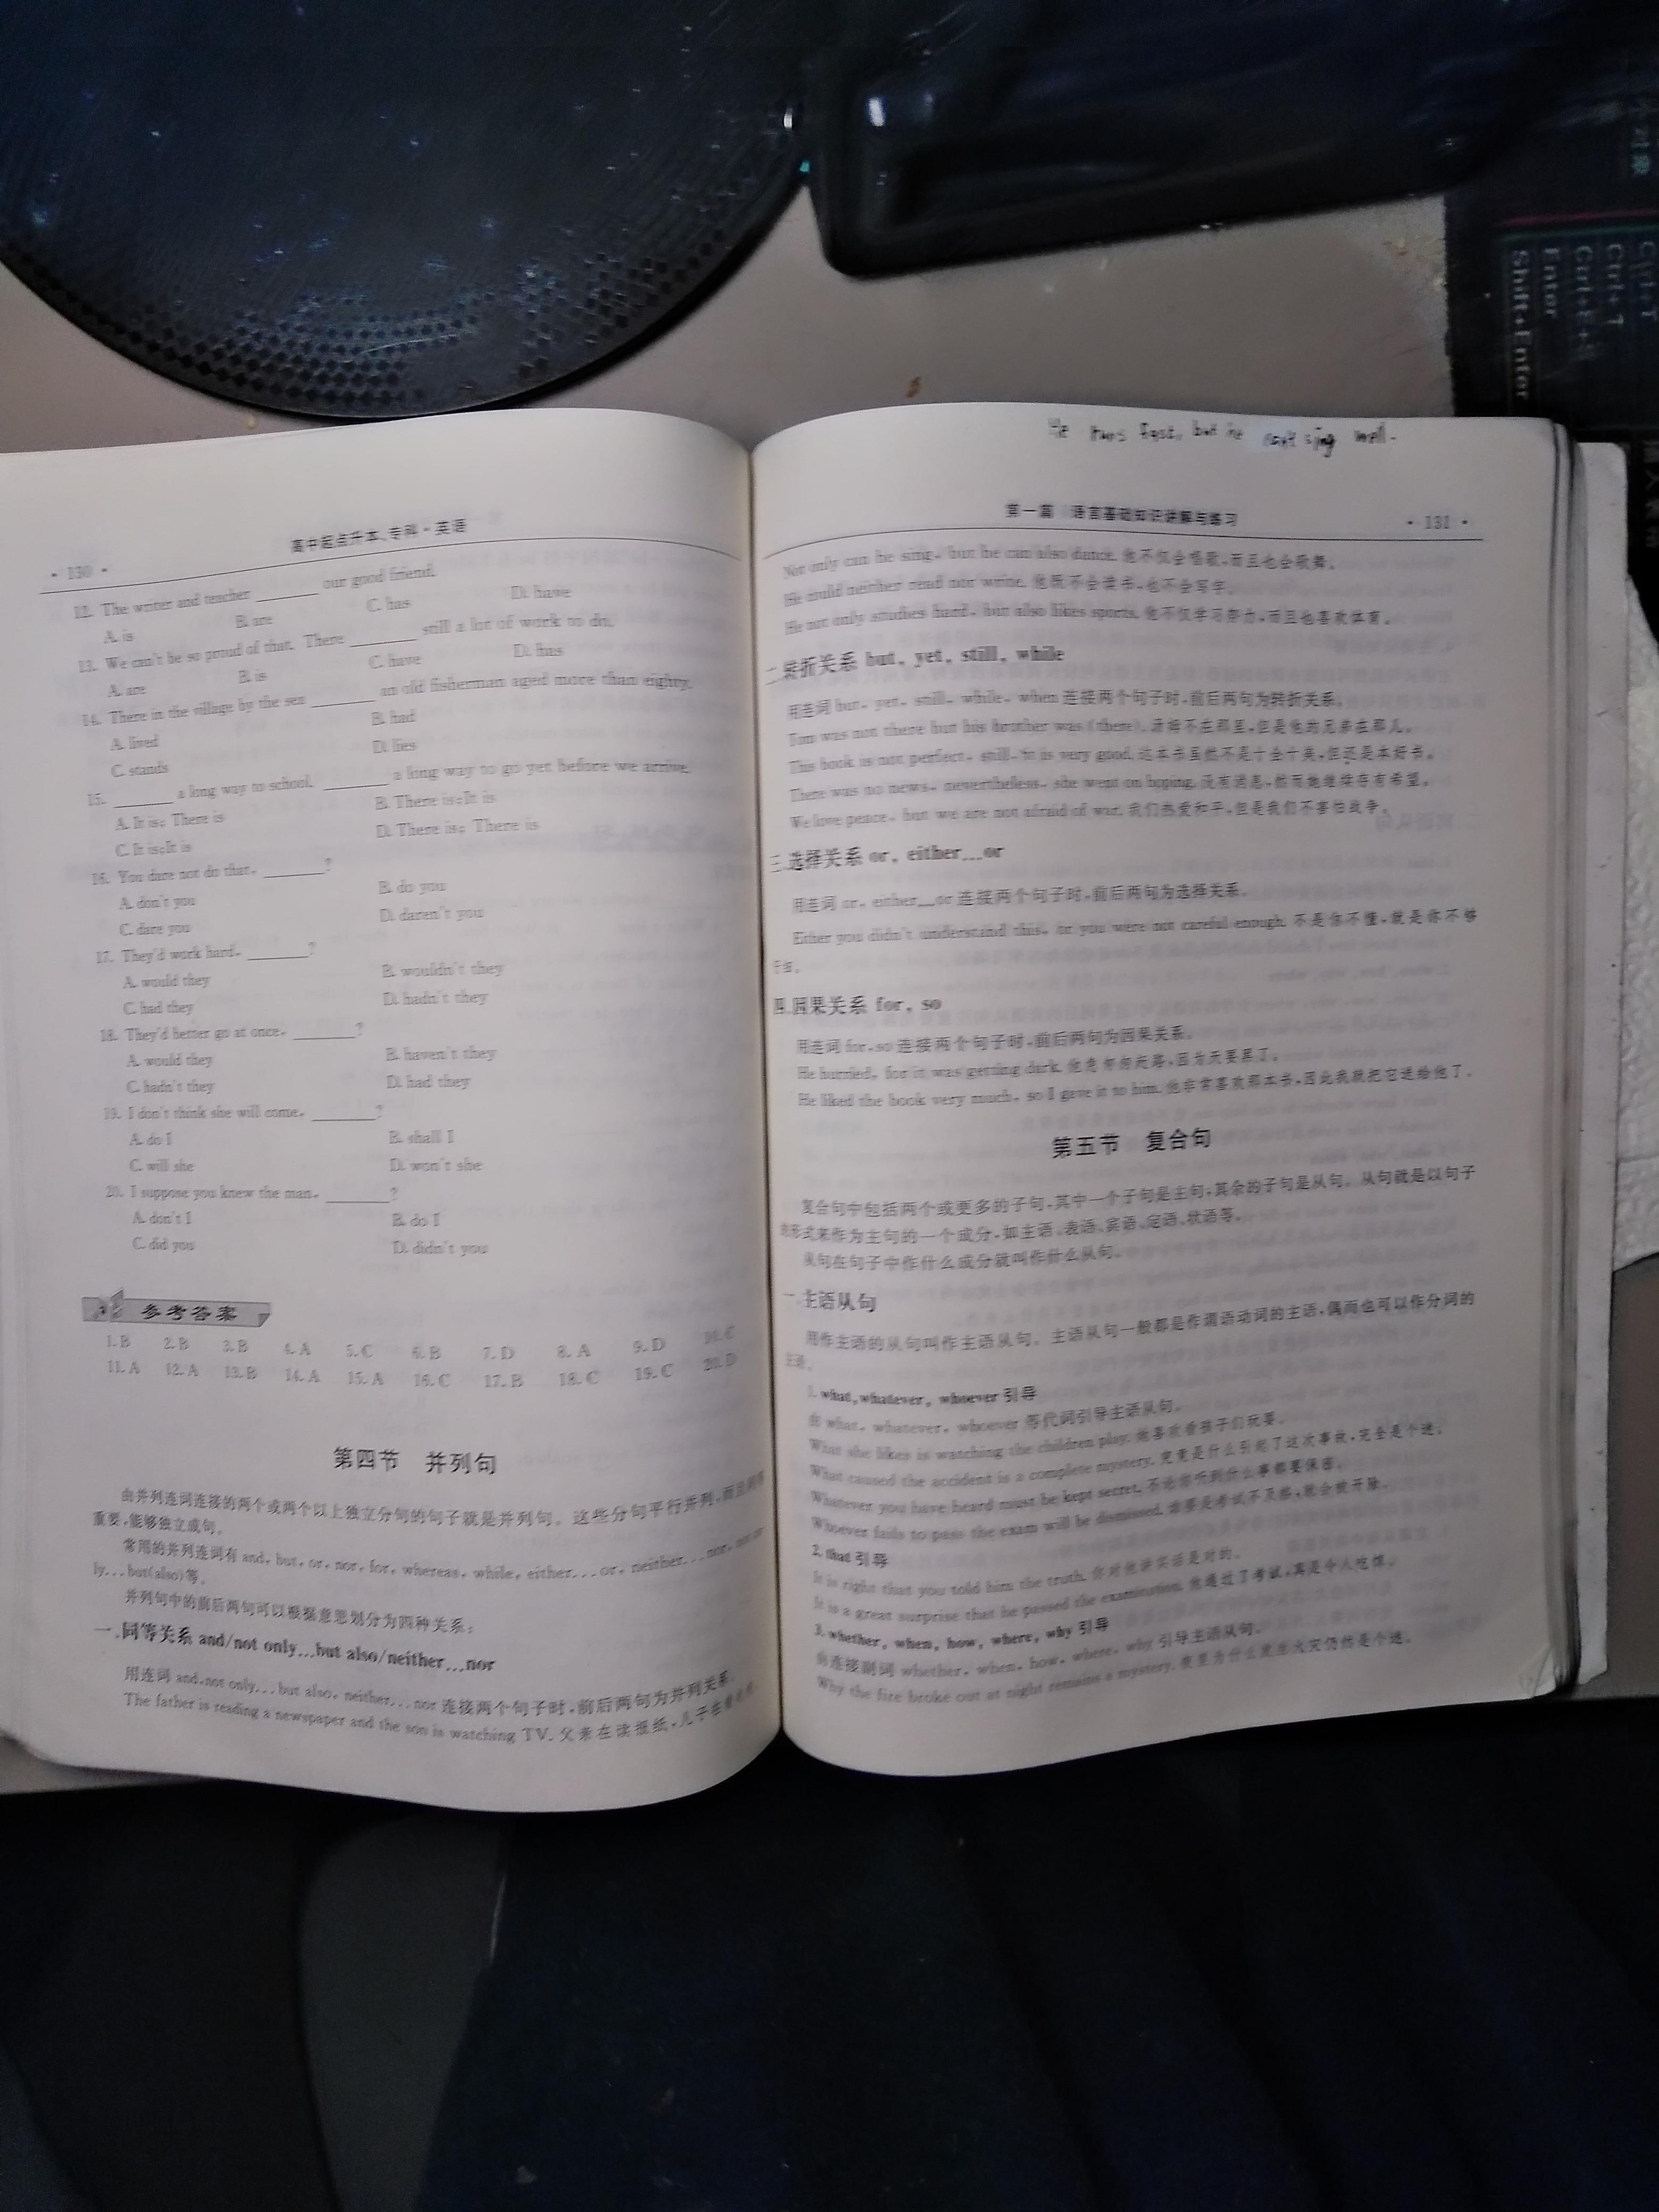 高中起点升本、专科·英语
· 130 ·
12. The writer and teacher ______ our good friend.
A. is B. are C. has D. have
13. We can't be so proud of that. There ______ still a lot of work to do.
A. are B. is C. have D. has
14. There in the village by the sea ______ an old fisherman aged more than eighty.
A. lived B. had
C. stands D. lies
15. ______ a long way to school. ______ a long way to go yet before we arrive.
A. It is; There is B. There is; It is
C. It is; It is D. There is; There is
16. You dare not do that, ______?
A. don't you B. do you
C. dare you D. daren't you
17. They'd work hard, ______?
A. would they B. wouldn't they
C. had they D. hadn't they
18. They'd better go at once, ______?
A. would they B. haven't they
C. hadn't they D. had they
19. I don't think she will come, ______?
A. do I B. shall I
C. will she D. won't she
20. I suppose you knew the man, ______?
A. don't I B. do I
C. did you D. didn't you
参考答案
1. B 2. B 3. B 4. A 5. C 6. B 7. D 8. A 9. D 10. C
11. A 12. A 13. B 14. A 15. A 16. C 17. B 18. C 19. C 20. D
第四节 并列句
由并列连词连接的两个或两个以上独立分句的句子就是并列句。这些分句平行并列,而且
重要,能够独立成句。
常用的并列连词有 and, but, or, nor, for, whereas, while, either...or, neither...nor,
ly...but(also)等。
并列句中的前后两句可以根据意思划分为四种关系:
一、同等关系 and/not only...but also/neither...nor
用连词 and, not only...but also, neither...nor 连接两个句子时,前后两句为并列关系。
The father is reading a newspaper and the son is watching TV. 父亲在读报纸,儿子在
He runs fast, but he can't sing well.
第一篇 语言基础知识讲解与练习
· 131 ·
Not only can he sing, but he can also dance. 他不仅会唱歌,而且也会跳舞。
He could neither read nor write. 他既不会读书,也不会写字。
He not only studies hard, but also likes sports. 他不仅学习努力,而且也喜欢体育。
二、转折关系 but, yet, still, while
用连词 but, yet, still, while, when 连接两个句子时,前后两句为转折关系。
Tom was not there but his brother was (there). 汤姆不在那里,但是他的兄弟在那儿。
This book is not perfect, still, it is very good. 这本书虽然不是十全十美,但还是本好书。
There was no news, nevertheless, she went on hoping. 没有消息,然而她继续存有希望。
We love peace, but we are not afraid of war. 我们热爱和平,但是我们不害怕战争。
三、选择关系 or, either...or
用连词 or, either...or 连接两个句子时,前后两句为选择关系。
Either you didn't understand this, or you were not careful enough. 不是你不懂,就是你不够
四、因果关系 for, so
用连词 for, so 连接两个句子时,前后两句为因果关系。
He hurried, for it was getting dark. 他急匆匆赶路,因为天要黑了。
He liked the book very much, so I gave it to him. 他非常喜欢那本书,因此我就把它送给他了。
第五节 复合句
复合句中包括两个或更多的子句,其中一个子句是主句,其余的子句是从句。从句就是以句子
的形式来作为主句的一个成分,如主语、表语、宾语、定语、状语等。
从句在句子中作什么成分就叫作什么从句。
一、主语从句
用作主语的从句叫作主语从句。主语从句一般都是作谓语动词的主语,偶而也可以作分词的
主语。
1. what, whatever, whoever 引导
由 what, whatever, whoever 等代词引导主语从句。
What she likes is watching the children play. 她喜欢看孩子们玩耍。
What caused the accident is a complete mystery. 究竟是什么引起了这次事故,完全是个迷。
Whatever you have heard must be kept secret. 不论你听到什么事都要保密。
Whoever fails to pass the exam will be dismissed. 谁要是考试不及格,就会被开除。
2. that 引导
It is right that you told him the truth. 你对他讲实话是对的。
It is a great surprise that he passed the examination. 他通过了考试,真是令人吃惊。
3. whether, when, how, where, why 引导
由连接副词 whether, when, how, where, why 引导主语从句。
Why the fire broke out at night remains a mystery. 夜里为什么发生火灾仍然是个迷。
Ctrl+T
Enter
Shift+Enter